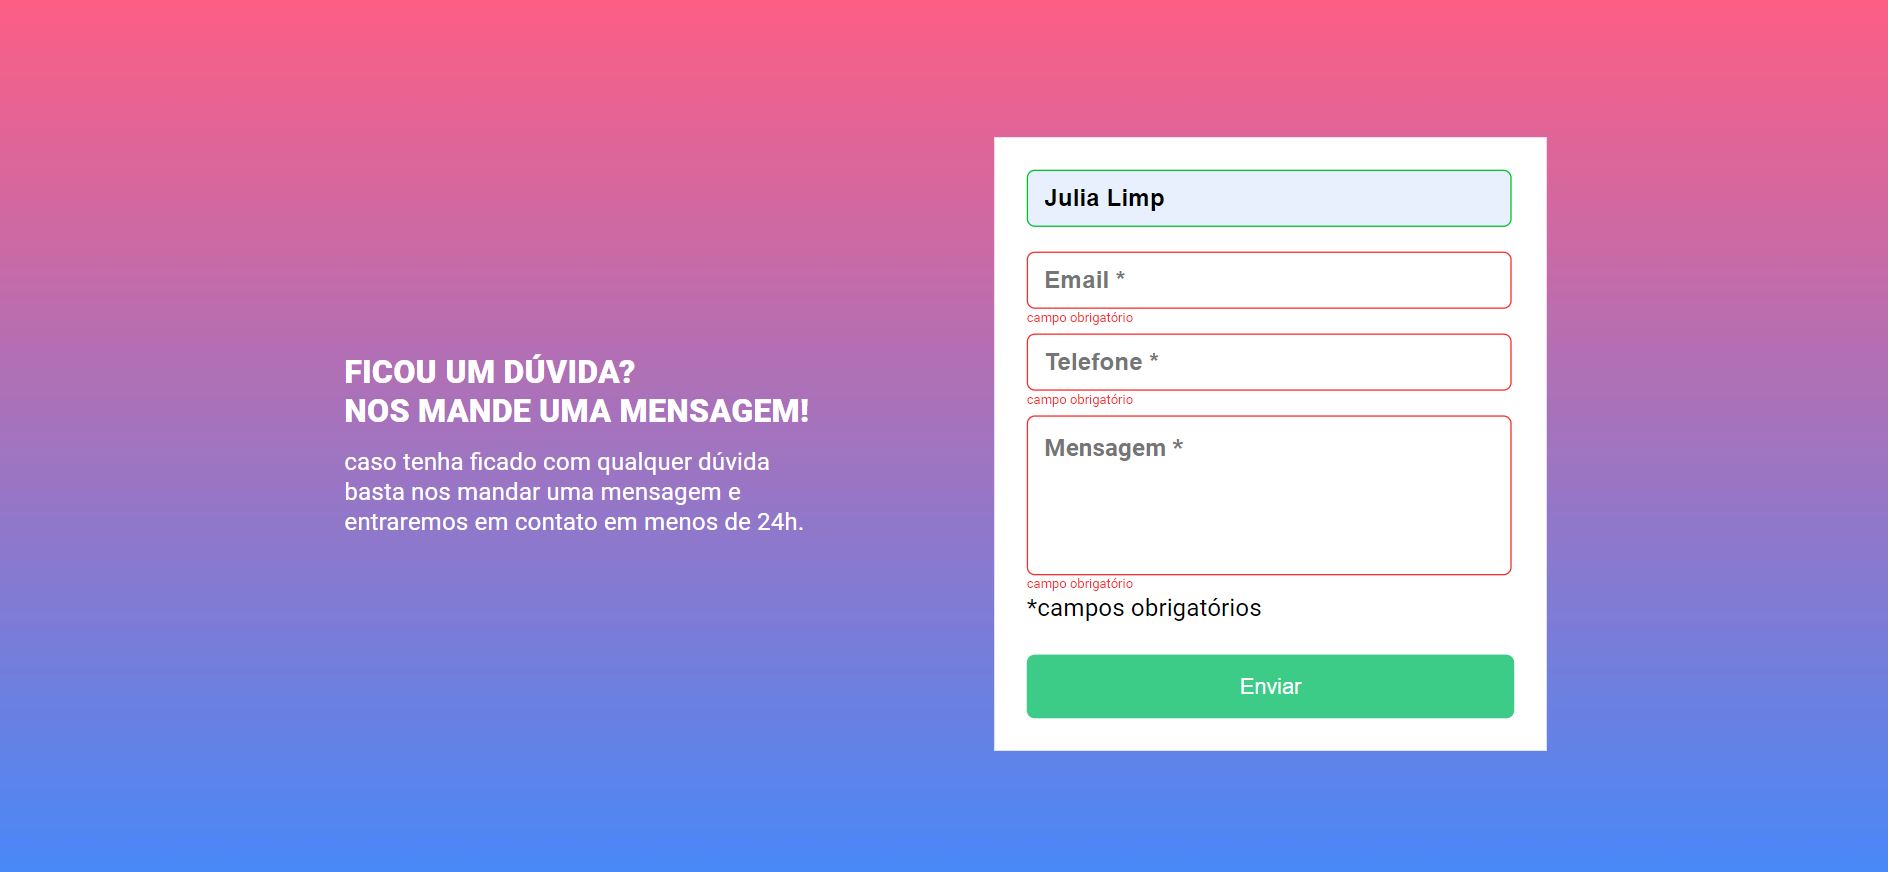 FICOU UM DÚVIDA?
NOS MANDE UMA MENSAGEM!
caso tenha ficado com qualquer dúvida
basta nos mandar uma mensagem e
entraremos em contato em menos de 24h.
Julia Limp
Email *
campo obrigatório
Telefone *
campo obrigatório
Mensagem *
campo obrigatório
*campos obrigatórios
Enviar